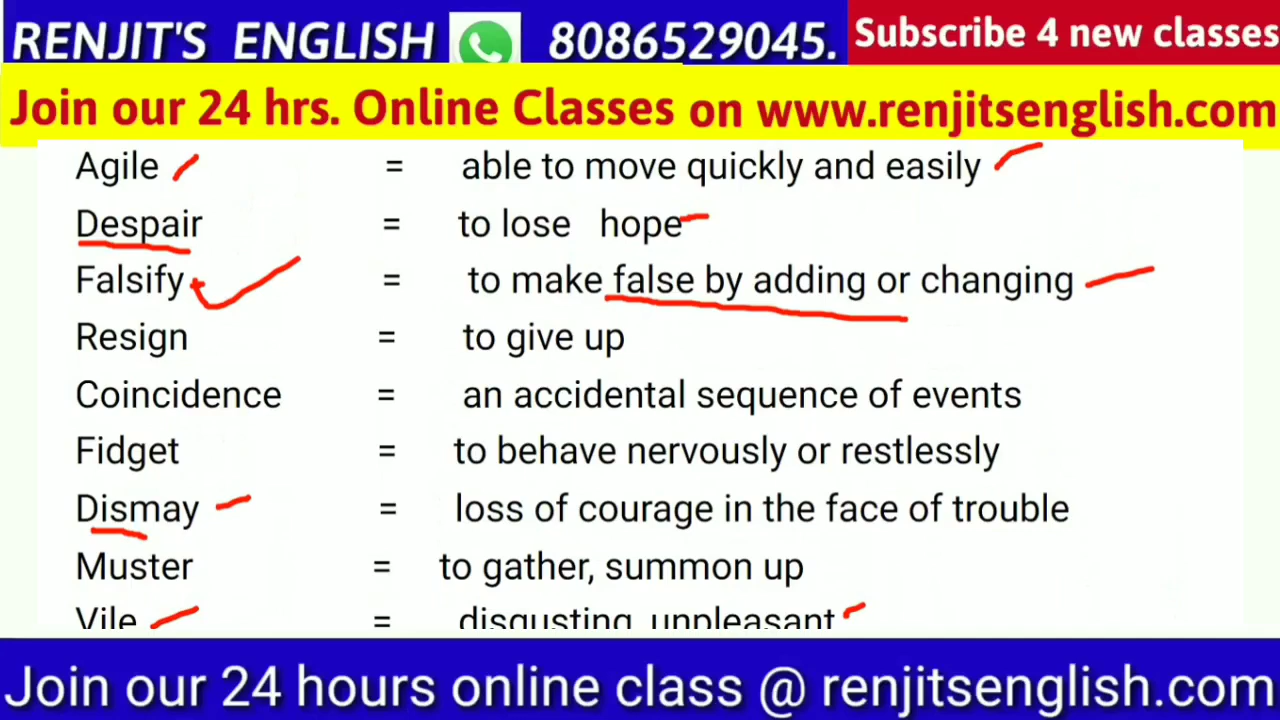 RENJIT'S ENGLISH 8086529045. Subscribe 4 new classes
Join our 24 hrs. Online Classes on www.renjitsenglish.com
Agile = able to move quickly and easily
Despair = to lose hope
Falsify = to make false by adding or changing
Resign = to give up
Coincidence = an accidental sequence of events
Fidget = to behave nervously or restlessly
Dismay = loss of courage in the face of trouble
Muster = to gather, summon up
Vile = disgusting, unpleasant
Join our 24 hours online class @ renjitsenglish.com